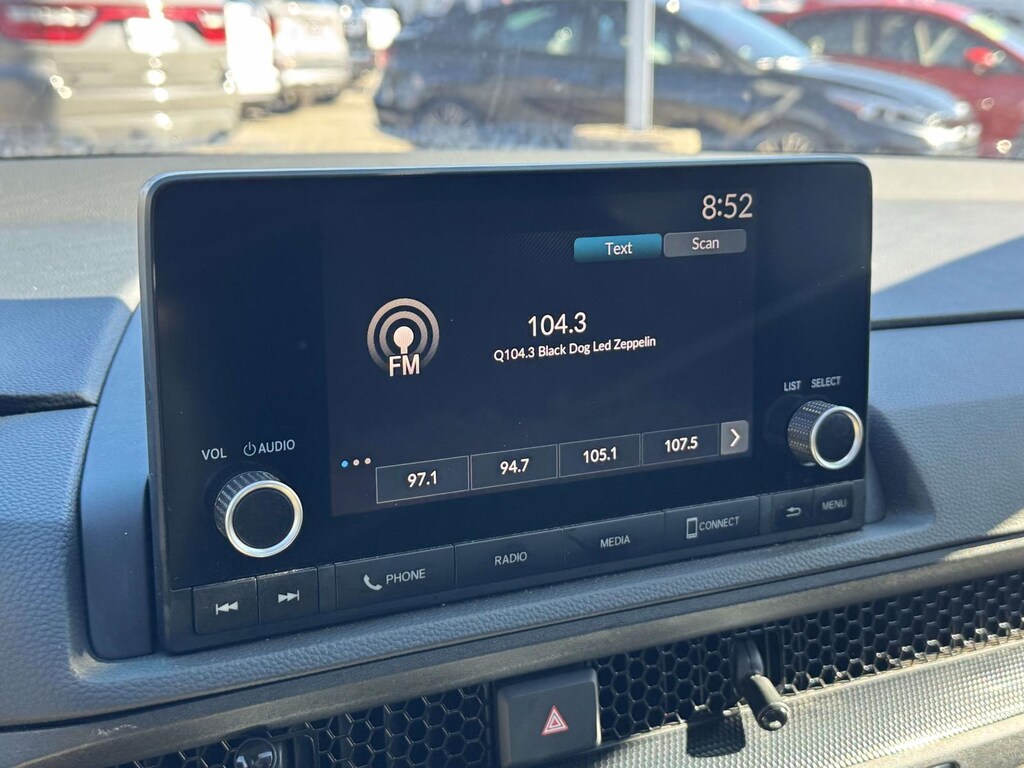 8:52
Text Scan
104.3
Q104.3 Black Dog Led Zeppelin
FM
97.1 94.7 105.1 107.5
LIST SELECT
VOL AUDIO
PHONE RADIO MEDIA CONNECT MENU